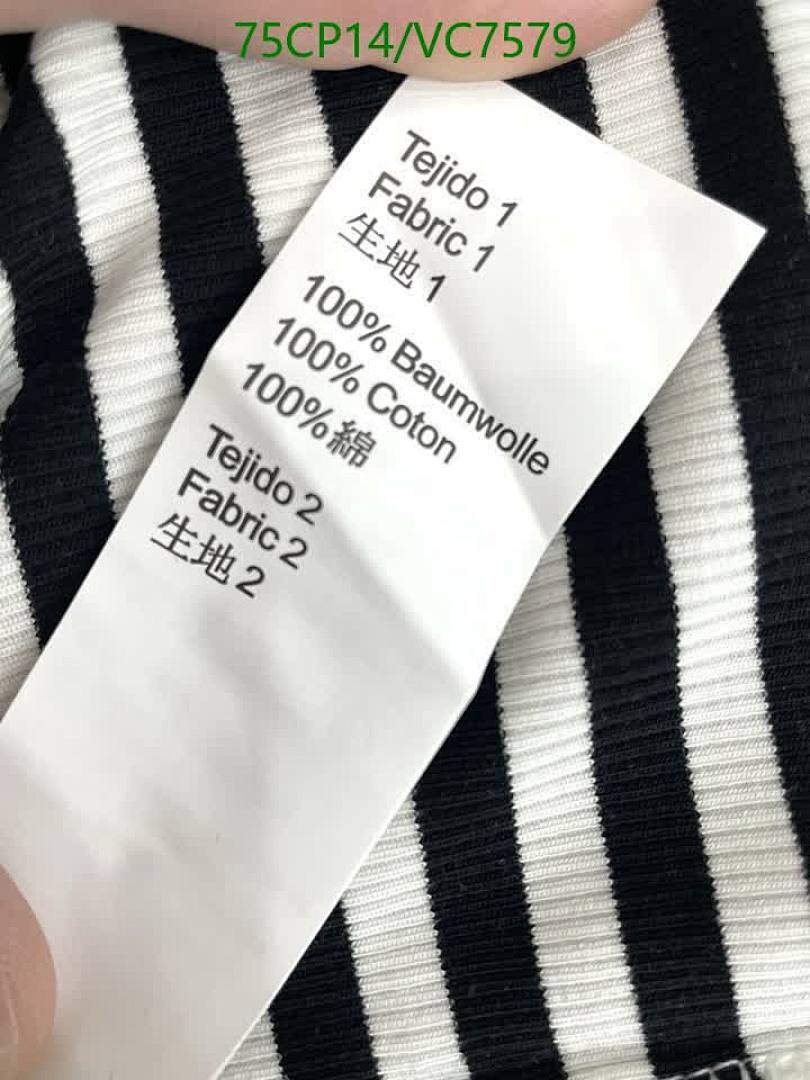 75CP14/VC7579
Tejido 1
Fabric 1
生地 1
100% Baumwolle
100% Coton
100% 綿
Tejido 2
Fabric 2
生地 2